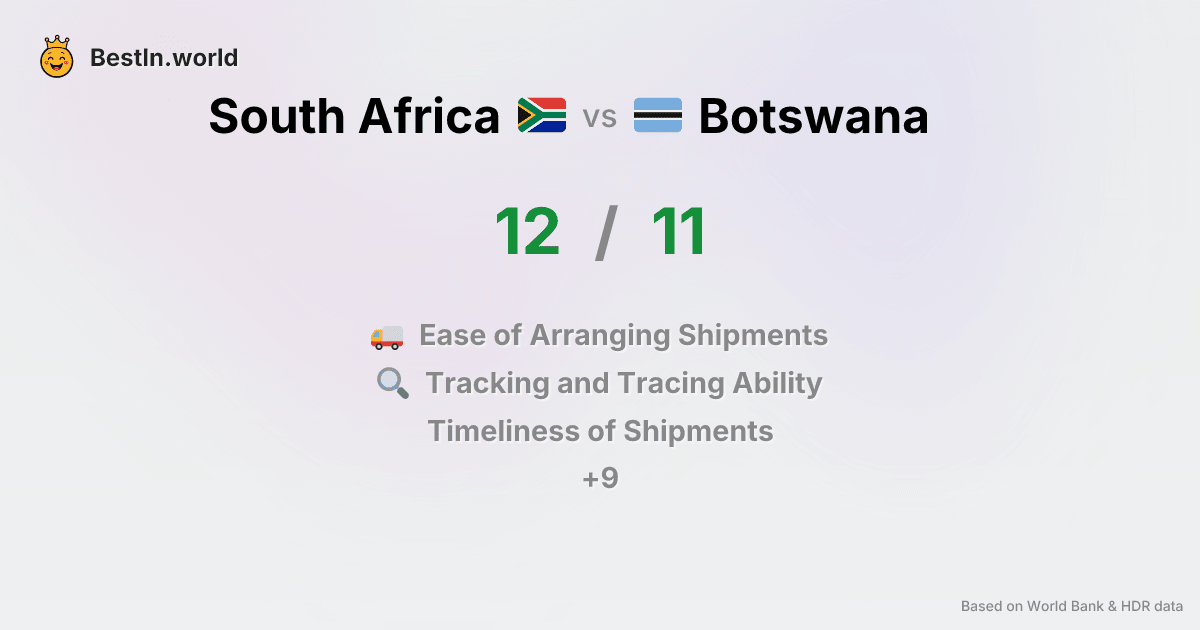 BestIn.world
South Africa vs Botswana
12 / 11
Ease of Arranging Shipments
Tracking and Tracing Ability
Timeliness of Shipments
+9
Based on World Bank & HDR data